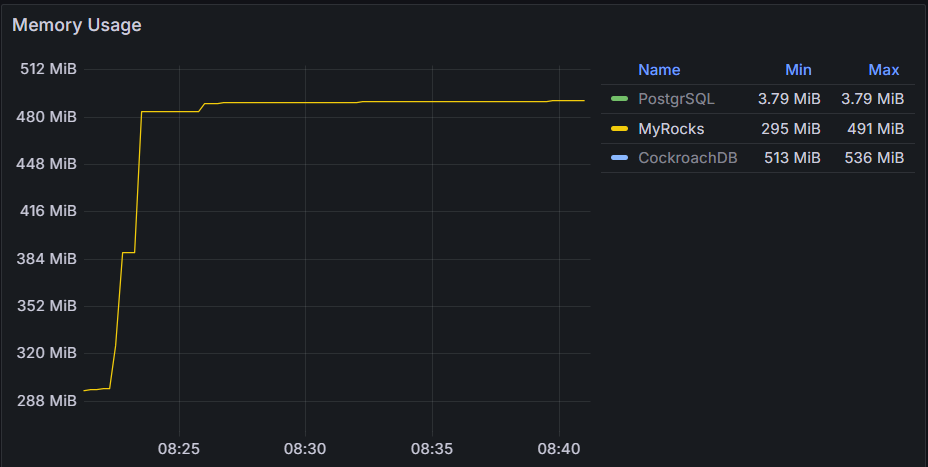 Memory Usage
512 MiB
480 MiB
448 MiB
416 MiB
384 MiB
352 MiB
320 MiB
288 MiB
08:25 08:30 08:35 08:40
Name Min Max
PostgrSQL 3.79 MiB 3.79 MiB
MyRocks 295 MiB 491 MiB
CockroachDB 513 MiB 536 MiB